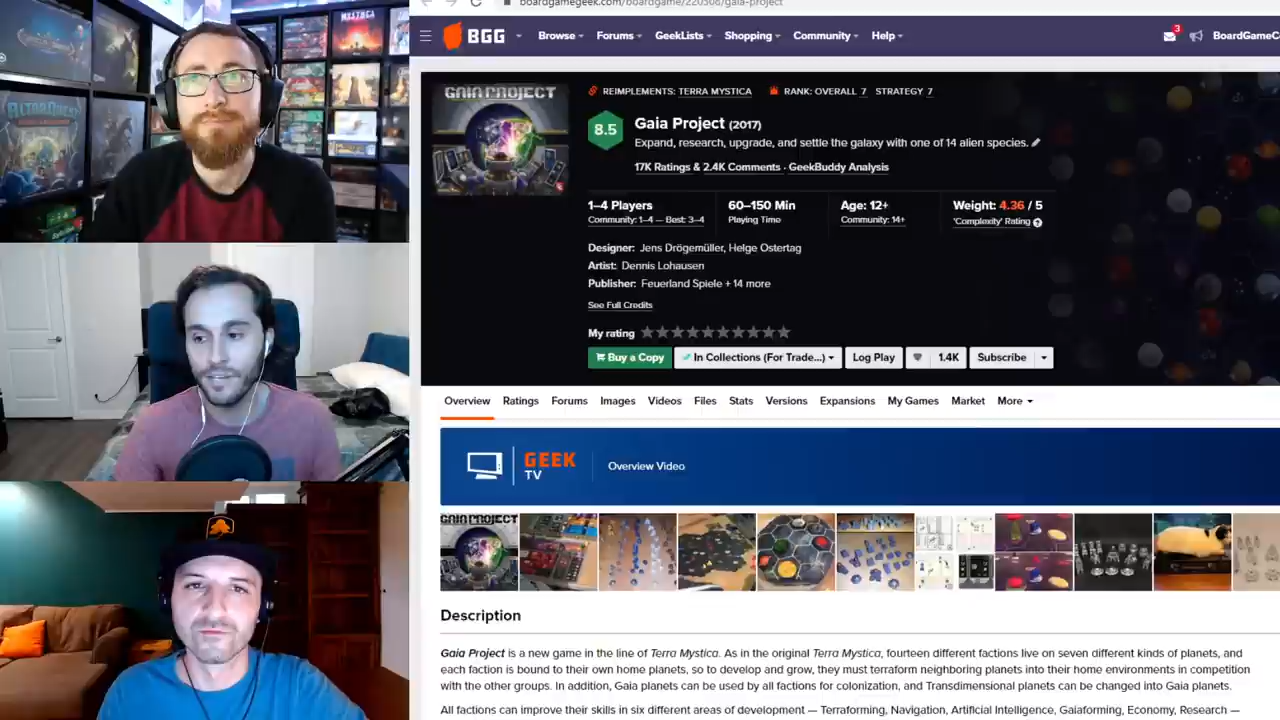 boardgamegeek.com/boardgame/220308/gaia-project
BGG
Browse
Forums
GeekLists
Shopping
Community
Help
3
BoardGameC
GAIA PROJECT
REIMPLEMENTS: TERRA MYSTICA
RANK: OVERALL 7 STRATEGY 7
8.5
Gaia Project (2017)
Expand, research, upgrade, and settle the galaxy with one of 14 alien species.
17K Ratings & 2.4K Comments · GeekBuddy Analysis
1–4 Players
Community: 1–4 — Best: 3–4
60–150 Min
Playing Time
Age: 12+
Community: 14+
Weight: 4.36 / 5
'Complexity' Rating
Designer: Jens Drögemüller, Helge Ostertag
Artist: Dennis Lohausen
Publisher: Feuerland Spiele + 14 more
See Full Credits
My rating
Buy a Copy
In Collections (For Trade...)
Log Play
1.4K
Subscribe
Overview
Ratings
Forums
Images
Videos
Files
Stats
Versions
Expansions
My Games
Market
More
GEEK
TV
Overview Video
GAIA PROJECT
Description
Gaia Project is a new game in the line of Terra Mystica. As in the original Terra Mystica, fourteen different factions live on seven different kinds of planets, and
each faction is bound to their own home planets, so to develop and grow, they must terraform neighboring planets into their home environments in competition
with the other groups. In addition, Gaia planets can be used by all factions for colonization, and Transdimensional planets can be changed into Gaia planets.
All factions can improve their skills in six different areas of development — Terraforming, Navigation, Artificial Intelligence, Gaiaforming, Economy, Research —
ALTAR QUEST